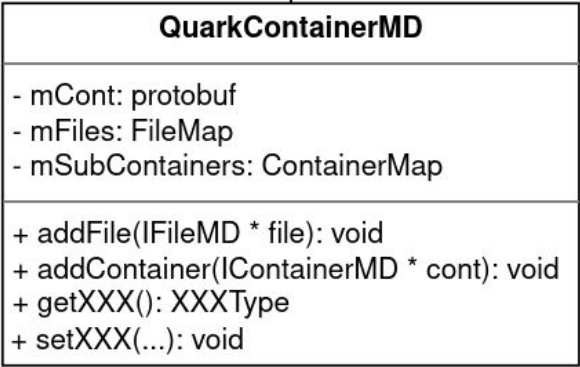 QuarkContainerMD
- mCont: protobuf
- mFiles: FileMap
- mSubContainers: ContainerMap
+ addFile(IFileMD * file): void
+ addContainer(IContainerMD * cont): void
+ getXXX(): XXXType
+ setXXX(...): void